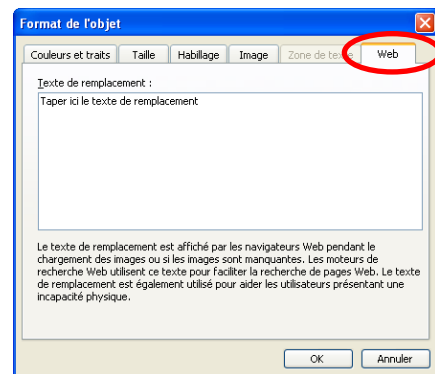 Format de l'objet
Couleurs et traits Taille Habillage Image Zone de texte Web
Texte de remplacement :
Taper ici le texte de remplacement
Le texte de remplacement est affiché par les navigateurs Web pendant le
chargement des images ou si les images sont manquantes. Les moteurs de
recherche Web utilisent ce texte pour faciliter la recherche de pages Web. Le texte
de remplacement est également utilisé pour aider les utilisateurs présentant une
incapacité physique.
OK Annuler